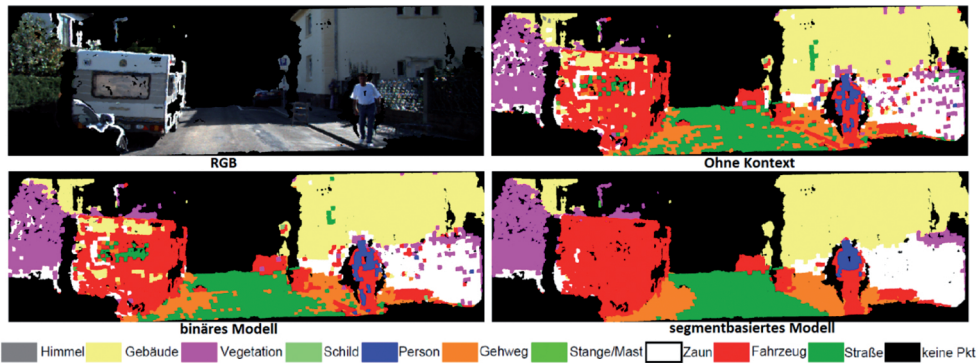 RGB
Ohne Kontext
binäres Modell
segmentbasiertes Modell
Himmel Gebäude Vegetation Schild Person Gehweg Stange/Mast Zaun Fahrzeug Straße keine